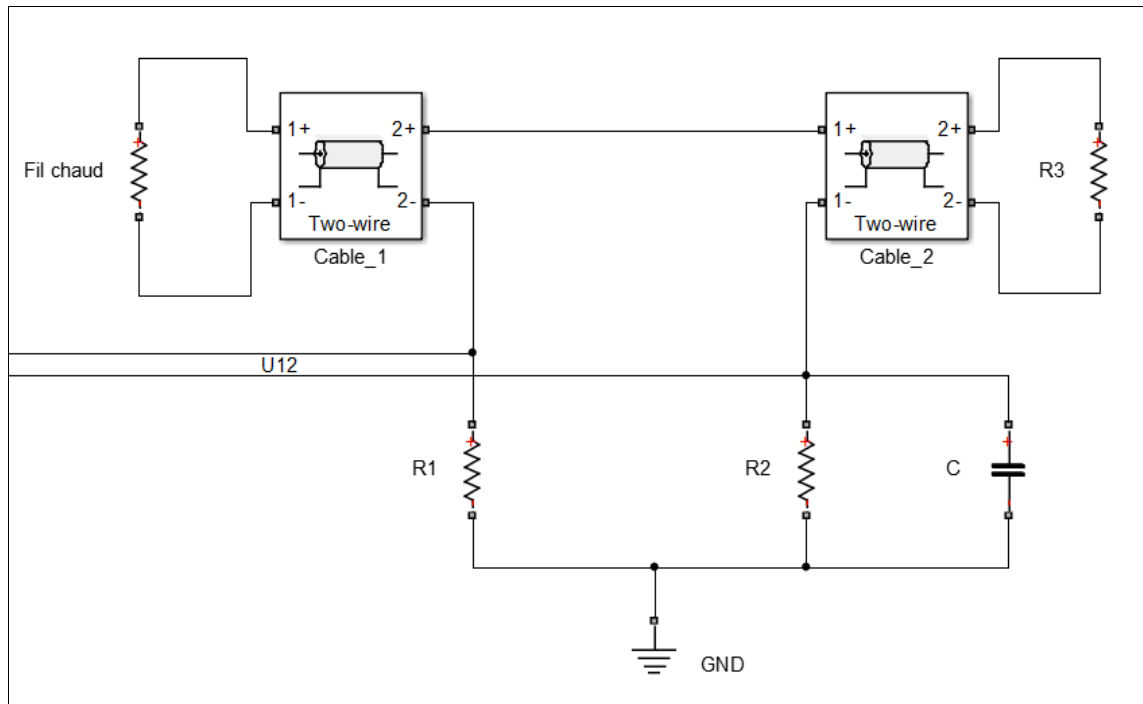 1+ 2+
1+ 2+
Fil chaud
R3
1- 2-
1- 2-
Two-wire
Two-wire
Cable_1
Cable_2
U12
R1
R2
C
GND